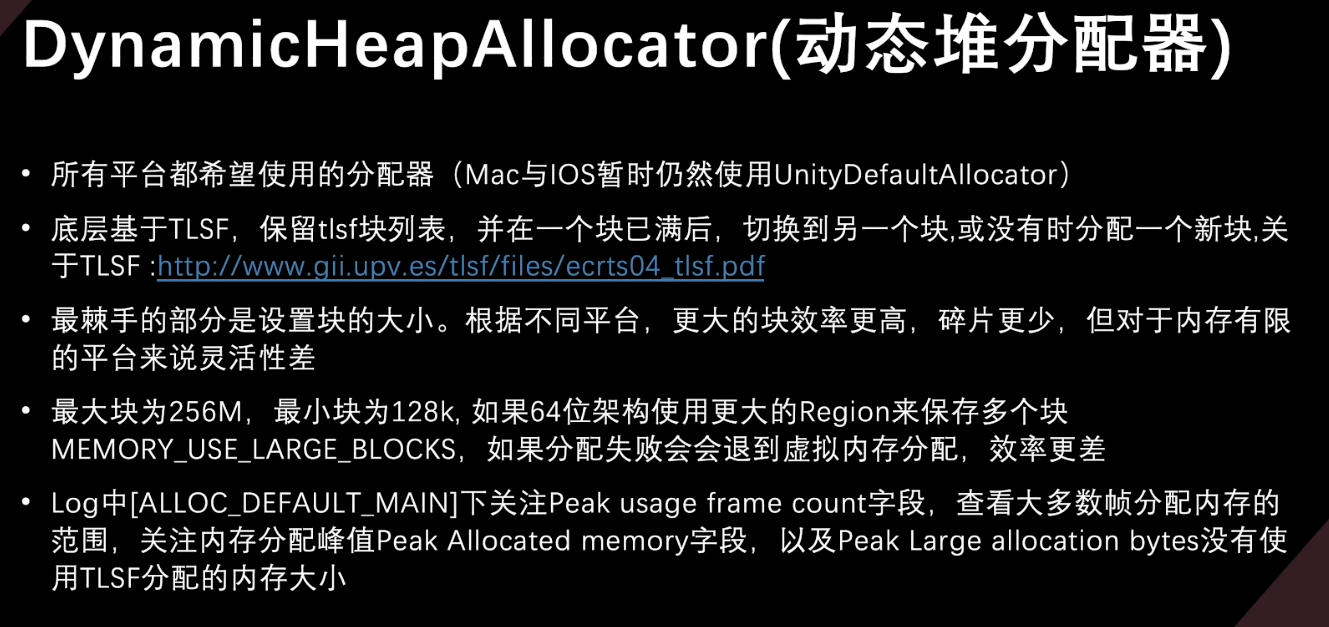 DynamicHeapAllocator(动态堆分配器)
• 所有平台都希望使用的分配器（Mac与IOS暂时仍然使用UnityDefaultAllocator）
• 底层基于TLSF，保留tlsf块列表，并在一个块已满后，切换到另一个块,或没有时分配一个新块,关
于TLSF :http://www.gii.upv.es/tlsf/files/ecrts04_tlsf.pdf
• 最棘手的部分是设置块的大小。根据不同平台，更大的块效率更高，碎片更少，但对于内存有限
的平台来说灵活性差
• 最大块为256M，最小块为128k, 如果64位架构使用更大的Region来保存多个块
MEMORY_USE_LARGE_BLOCKS，如果分配失败会会退到虚拟内存分配，效率更差
• Log中[ALLOC_DEFAULT_MAIN]下关注Peak usage frame count字段，查看大多数帧分配内存的
范围，关注内存分配峰值Peak Allocated memory字段，以及Peak Large allocation bytes没有使
用TLSF分配的内存大小